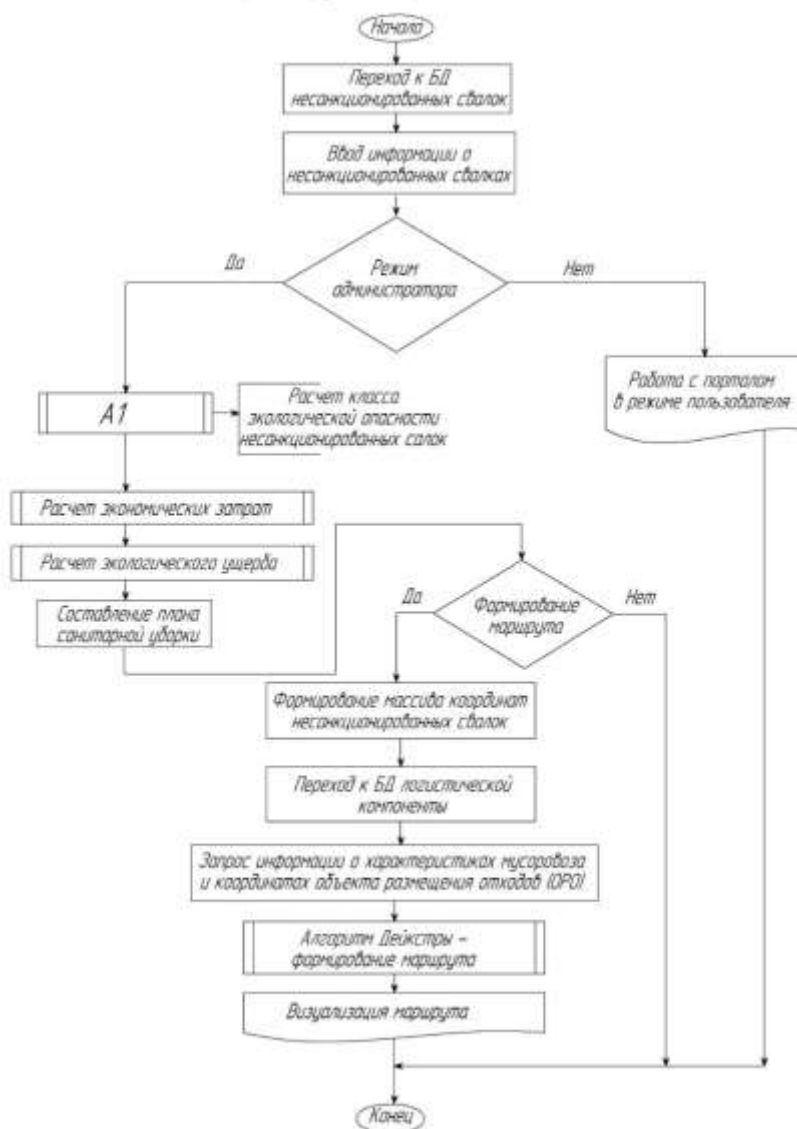 Начало
Переход к БД
несанкционированных свалок
Ввод информации о
несанкционированных свалках
Да
Режим
администратора
Нет
А1
Расчет класса
экологической опасности
несанкционированных салок
Работа с порталом
в режиме пользователя
Расчет экономических затрат
Расчет экологического ущерба
Составление плана
санитарной уборки
Да
Формирование
маршрута
Нет
Формирование массива координат
несанкционированных свалок
Переход к БД логистической
компоненты
Запрос информации о характеристиках мусоровоза
и координатах объекта размещения отходов (ОРО)
Алгоритм Дейкстры –
формирование маршрута
Визуализация маршрута
Конец